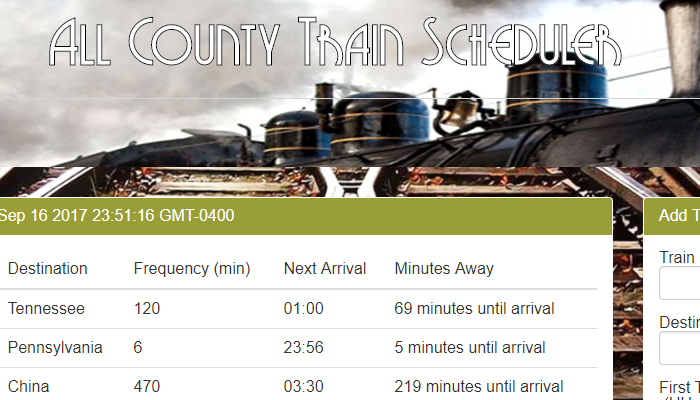 All County Train Scheduler
Sep 16 2017 23:51:16 GMT-0400
Add T
Destination Frequency (min) Next Arrival Minutes Away
Train
Tennessee 120 01:00 69 minutes until arrival
Destin
Pennsylvania 6 23:56 5 minutes until arrival
China 470 03:30 219 minutes until arrival
First T